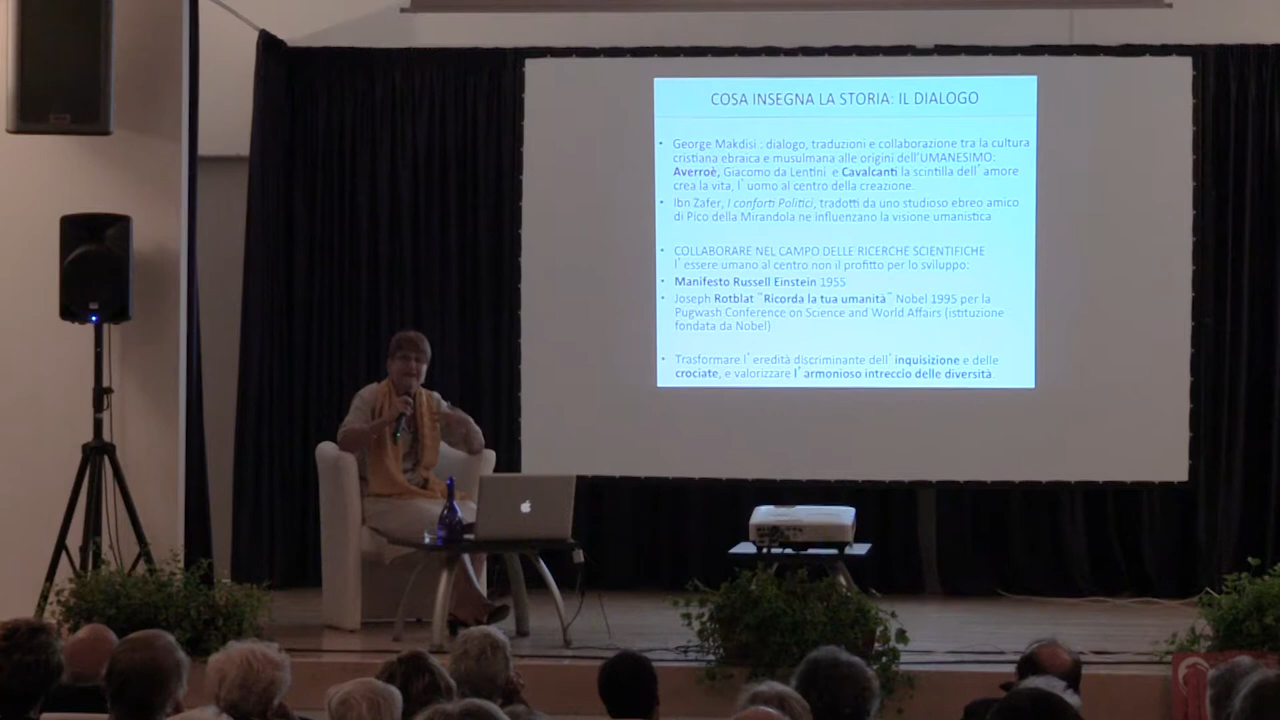 COSA INSEGNA LA STORIA: IL DIALOGO
• George Makdisi : dialogo, traduzioni e collaborazione tra la cultura
cristiana ebraica e musulmana alle origini dell'UMANESIMO:
Averroè, Giacomo da Lentini e Cavalcanti la scintilla dell' amore
crea la vita, l' uomo al centro della creazione.
• Ibn Zafer, I conforti Politici, tradotti da uno studioso ebreo amico
di Pico della Mirandola ne influenzano la visione umanistica
• COLLABORARE NEL CAMPO DELLE RICERCHE SCIENTIFICHE
l' essere umano al centro non il profitto per lo sviluppo:
• Manifesto Russell Einstein 1955
• Joseph Rotblat "Ricorda la tua umanità" Nobel 1995 per la
Pugwash Conference on Science and World Affairs (istituzione
fondata da Nobel)
• Trasformare l' eredità discriminante dell' inquisizione e delle
crociate, e valorizzare l' armonioso intreccio delle diversità.